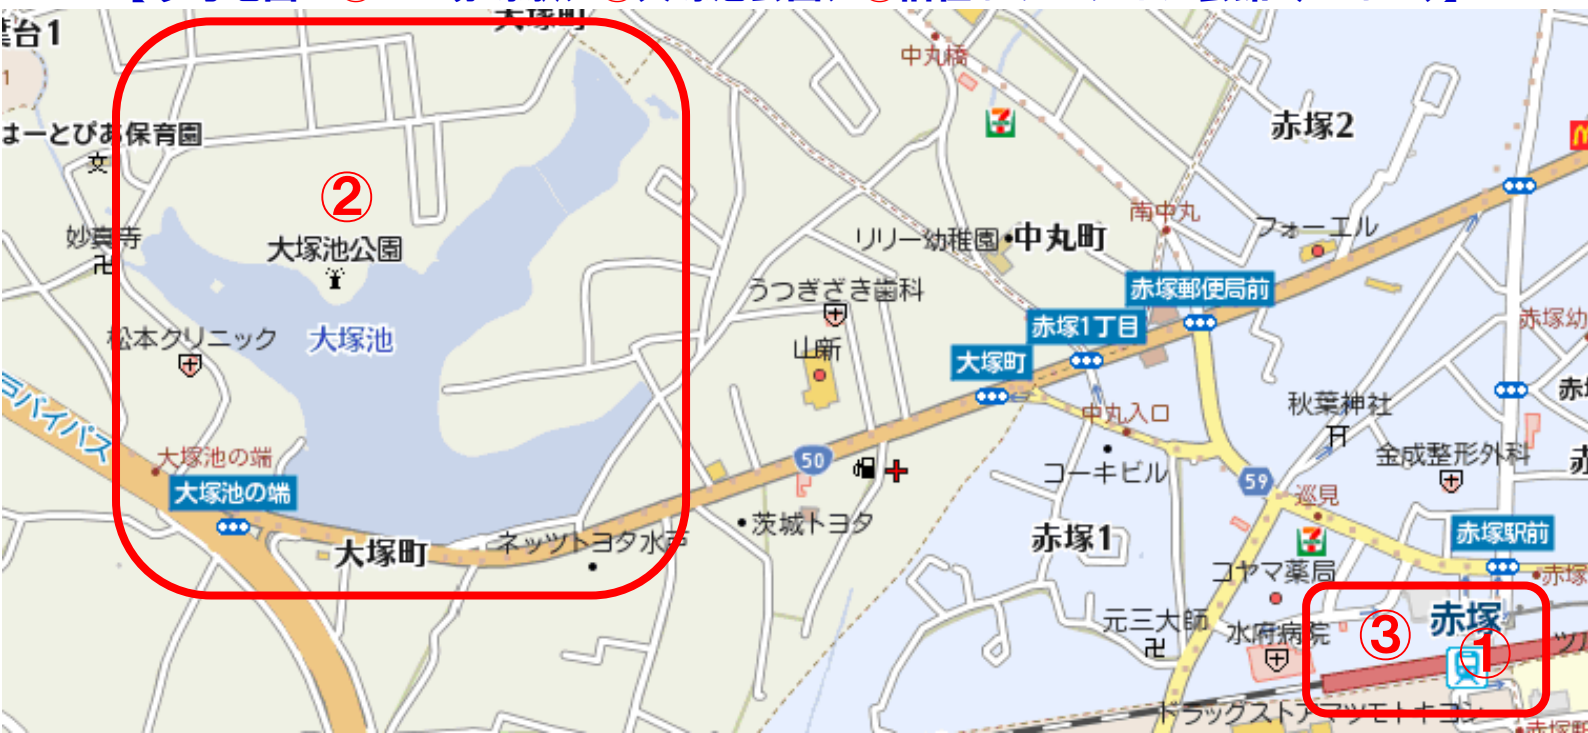 大塚町
葉台1
中丸橋
はーとぴあ保育園
赤塚2
②
南中丸
大塚池公園
妙真寺
リリー幼稚園
中丸町
フォーエル
うつぎざき歯科
赤塚郵便局前
赤塚1丁目
松本クリニック
大塚池
山新
大塚町
戸バイパス
中丸入口
秋葉神社
金成整形外科
大塚池の端
大塚池の端
50
コーキビル
59
巡見
茨城トヨタ
赤塚1
赤塚駅前
ネッツトヨタ水戸
大塚町
コヤマ薬局
赤塚
元三大師
水府病院
③
①
ドラッグストアマツモトキヨシ